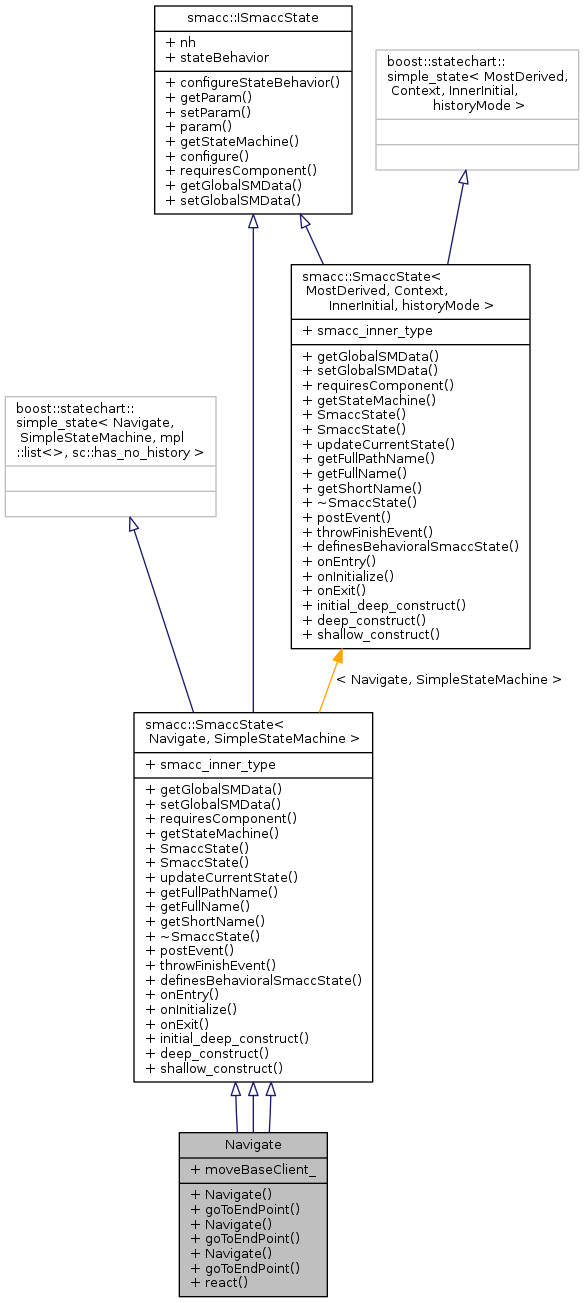 smacc::ISmaccState
+ nh
+ stateBehavior
+ configureStateBehavior()
+ getParam()
+ setParam()
+ param()
+ getStateMachine()
+ configure()
+ requiresComponent()
+ getGlobalSMData()
+ setGlobalSMData()
boost::statechart::
simple_state< MostDerived,
Context, InnerInitial,
historyMode >
smacc::SmaccState<
MostDerived, Context,
InnerInitial, historyMode >
+ smacc_inner_type
+ getGlobalSMData()
+ setGlobalSMData()
+ requiresComponent()
+ getStateMachine()
+ SmaccState()
+ SmaccState()
+ updateCurrentState()
+ getFullPathName()
+ getFullName()
+ getShortName()
+ ~SmaccState()
+ postEvent()
+ throwFinishEvent()
+ definesBehavioralSmaccState()
+ onEntry()
+ onInitialize()
+ onExit()
+ initial_deep_construct()
+ deep_construct()
+ shallow_construct()
boost::statechart::
simple_state< Navigate,
SimpleStateMachine, mpl
::list<>, sc::has_no_history >
< Navigate, SimpleStateMachine >
smacc::SmaccState<
Navigate, SimpleStateMachine >
+ smacc_inner_type
+ getGlobalSMData()
+ setGlobalSMData()
+ requiresComponent()
+ getStateMachine()
+ SmaccState()
+ SmaccState()
+ updateCurrentState()
+ getFullPathName()
+ getFullName()
+ getShortName()
+ ~SmaccState()
+ postEvent()
+ throwFinishEvent()
+ definesBehavioralSmaccState()
+ onEntry()
+ onInitialize()
+ onExit()
+ initial_deep_construct()
+ deep_construct()
+ shallow_construct()
Navigate
+ moveBaseClient_
+ Navigate()
+ goToEndPoint()
+ Navigate()
+ goToEndPoint()
+ Navigate()
+ goToEndPoint()
+ react()